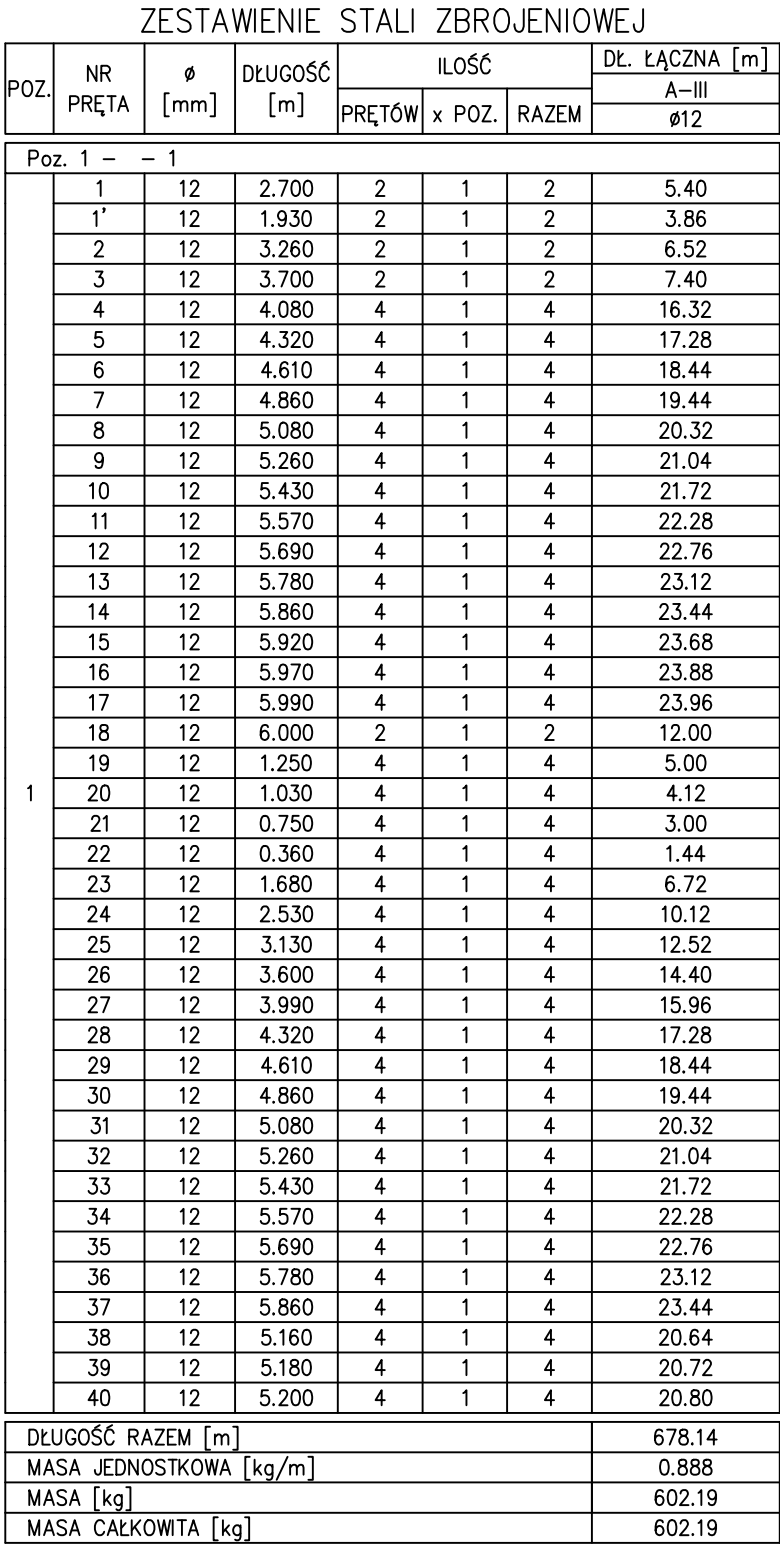 ZESTAWIENIE STALI ZBROJENIOWEJ
POZ. NR PRĘTA ø [mm] DŁUGOŚĆ [m] ILOŚĆ DŁ. ŁĄCZNA [m]
A-III
PRĘTÓW x POZ. RAZEM ø12
Poz. 1 - - 1
1 12 2.700 2 1 2 5.40
1' 12 1.930 2 1 2 3.86
2 12 3.260 2 1 2 6.52
3 12 3.700 2 1 2 7.40
4 12 4.080 4 1 4 16.32
5 12 4.320 4 1 4 17.28
6 12 4.610 4 1 4 18.44
7 12 4.860 4 1 4 19.44
8 12 5.080 4 1 4 20.32
9 12 5.260 4 1 4 21.04
10 12 5.430 4 1 4 21.72
11 12 5.570 4 1 4 22.28
12 12 5.690 4 1 4 22.76
13 12 5.780 4 1 4 23.12
14 12 5.860 4 1 4 23.44
15 12 5.920 4 1 4 23.68
16 12 5.970 4 1 4 23.88
17 12 5.990 4 1 4 23.96
18 12 6.000 2 1 2 12.00
19 12 1.250 4 1 4 5.00
1 20 12 1.030 4 1 4 4.12
21 12 0.750 4 1 4 3.00
22 12 0.360 4 1 4 1.44
23 12 1.680 4 1 4 6.72
24 12 2.530 4 1 4 10.12
25 12 3.130 4 1 4 12.52
26 12 3.600 4 1 4 14.40
27 12 3.990 4 1 4 15.96
28 12 4.320 4 1 4 17.28
29 12 4.610 4 1 4 18.44
30 12 4.860 4 1 4 19.44
31 12 5.080 4 1 4 20.32
32 12 5.260 4 1 4 21.04
33 12 5.430 4 1 4 21.72
34 12 5.570 4 1 4 22.28
35 12 5.690 4 1 4 22.76
36 12 5.780 4 1 4 23.12
37 12 5.860 4 1 4 23.44
38 12 5.160 4 1 4 20.64
39 12 5.180 4 1 4 20.72
40 12 5.200 4 1 4 20.80
DŁUGOŚĆ RAZEM [m] 678.14
MASA JEDNOSTKOWA [kg/m] 0.888
MASA [kg] 602.19
MASA CAŁKOWITA [kg] 602.19